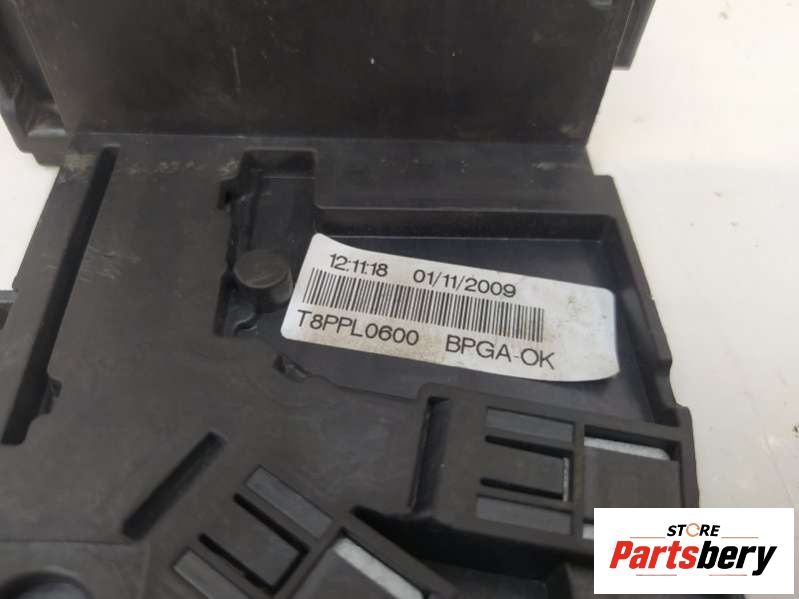 12:11:18 01/11/2009
T8PPL0600 BPGA-OK
STORE
Partsbery